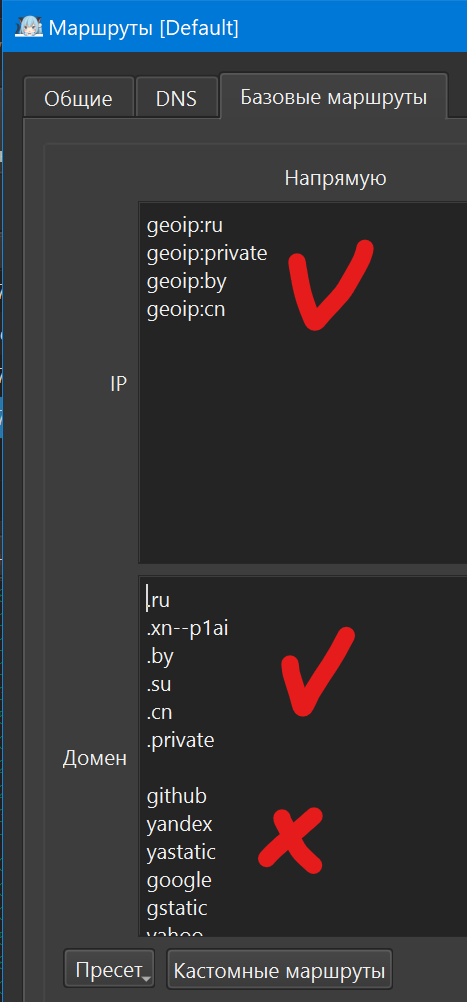 Маршруты [Default]
Общие
DNS
Базовые маршруты
Напрямую
IP
geoip:ru
geoip:private
geoip:by
geoip:cn
Домен
.ru
.xn--p1ai
.by
.su
.cn
.private
github
yandex
yastatic
google
gstatic
yahoo
Пресет
Кастомные маршруты